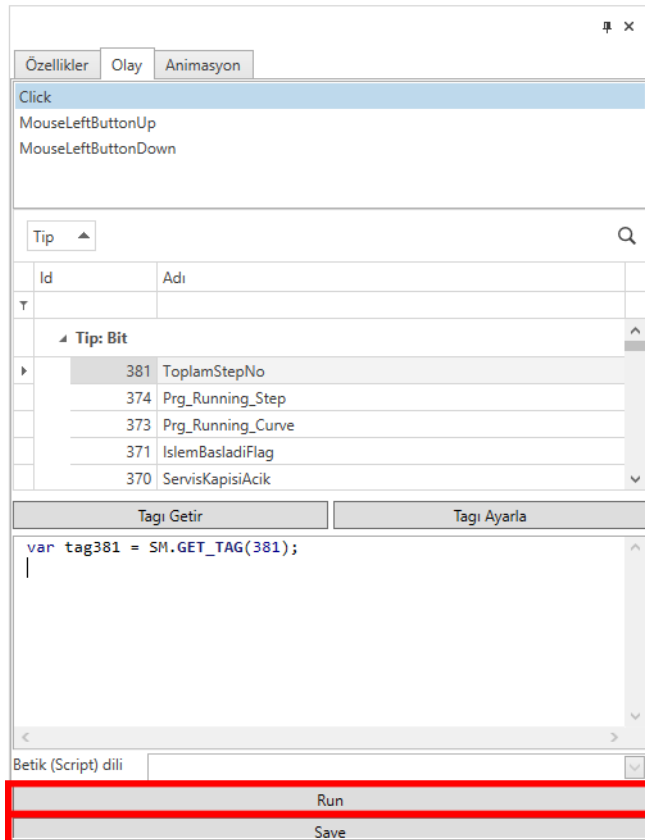 Özellikler Olay Animasyon
Click
MouseLeftButtonUp
MouseLeftButtonDown
Tip
Id Adı
Tip: Bit
381 ToplamStepNo
374 Prg_Running_Step
373 Prg_Running_Curve
371 IslemBasladiFlag
370 ServisKapisiAcik
Tagı Getir Tagı Ayarla
var tag381 = SM.GET_TAG(381);
Betik (Script) dili
Run
Save